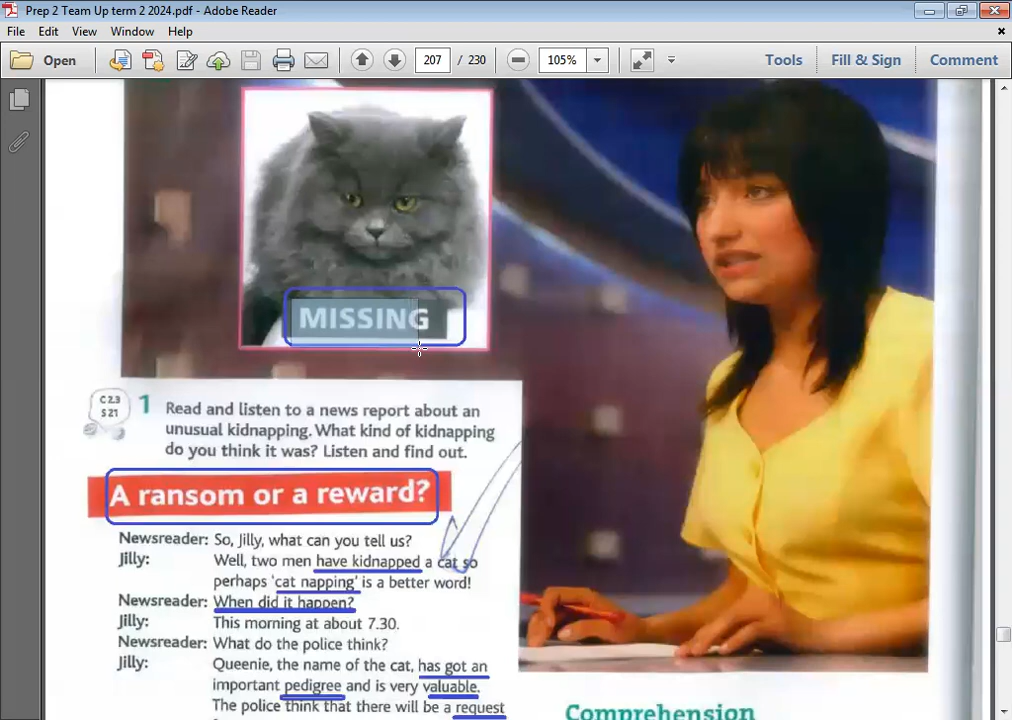 Prep 2 Team Up term 2 2024.pdf - Adobe Reader
File Edit View Window Help
Open 207 / 230 105% Tools Fill & Sign Comment
MISSING
C2.3
S21
1 Read and listen to a news report about an
unusual kidnapping. What kind of kidnapping
do you think it was? Listen and find out.
A ransom or a reward?
Newsreader: So, Jilly, what can you tell us?
Jilly: Well, two men have kidnapped a cat so
perhaps 'cat napping' is a better word!
Newsreader: When did it happen?
Jilly: This morning at about 7.30.
Newsreader: What do the police think?
Jilly: Queenie, the name of the cat, has got an
important pedigree and is very valuable.
The police think that there will be a request
Comprehension